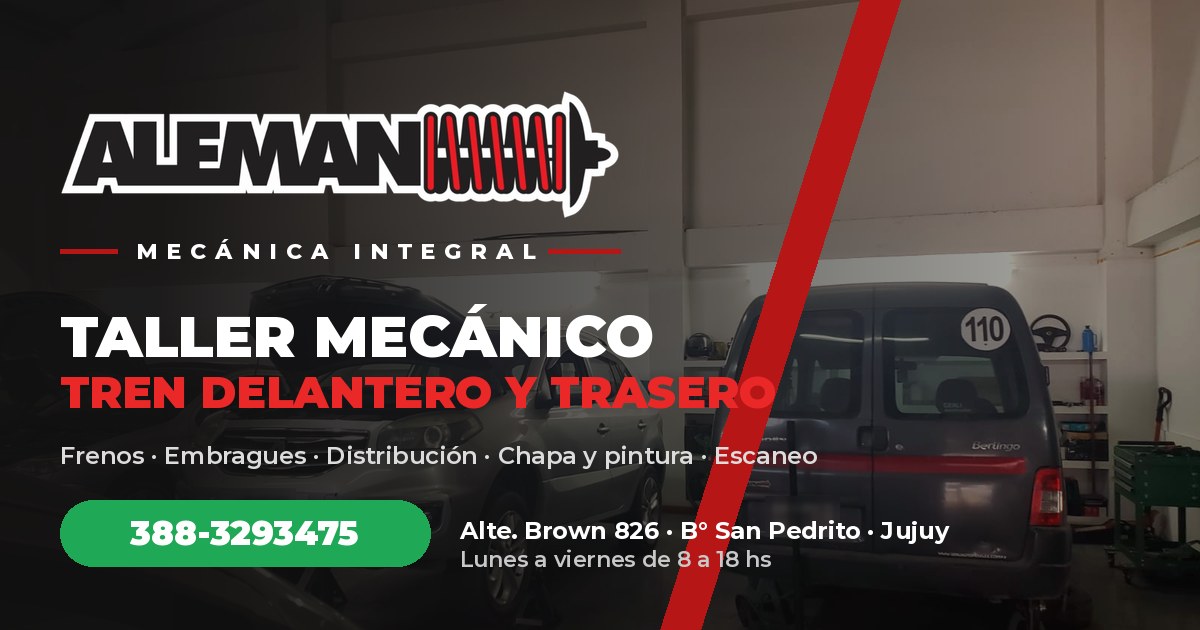 ALEMAN
MECÁNICA INTEGRAL
TALLER MECÁNICO
TREN DELANTERO Y TRASERO
Frenos · Embragues · Distribución · Chapa y pintura · Escaneo
388-3293475
Alte. Brown 826 · B° San Pedrito · Jujuy
Lunes a viernes de 8 a 18 hs
110
Berlingo